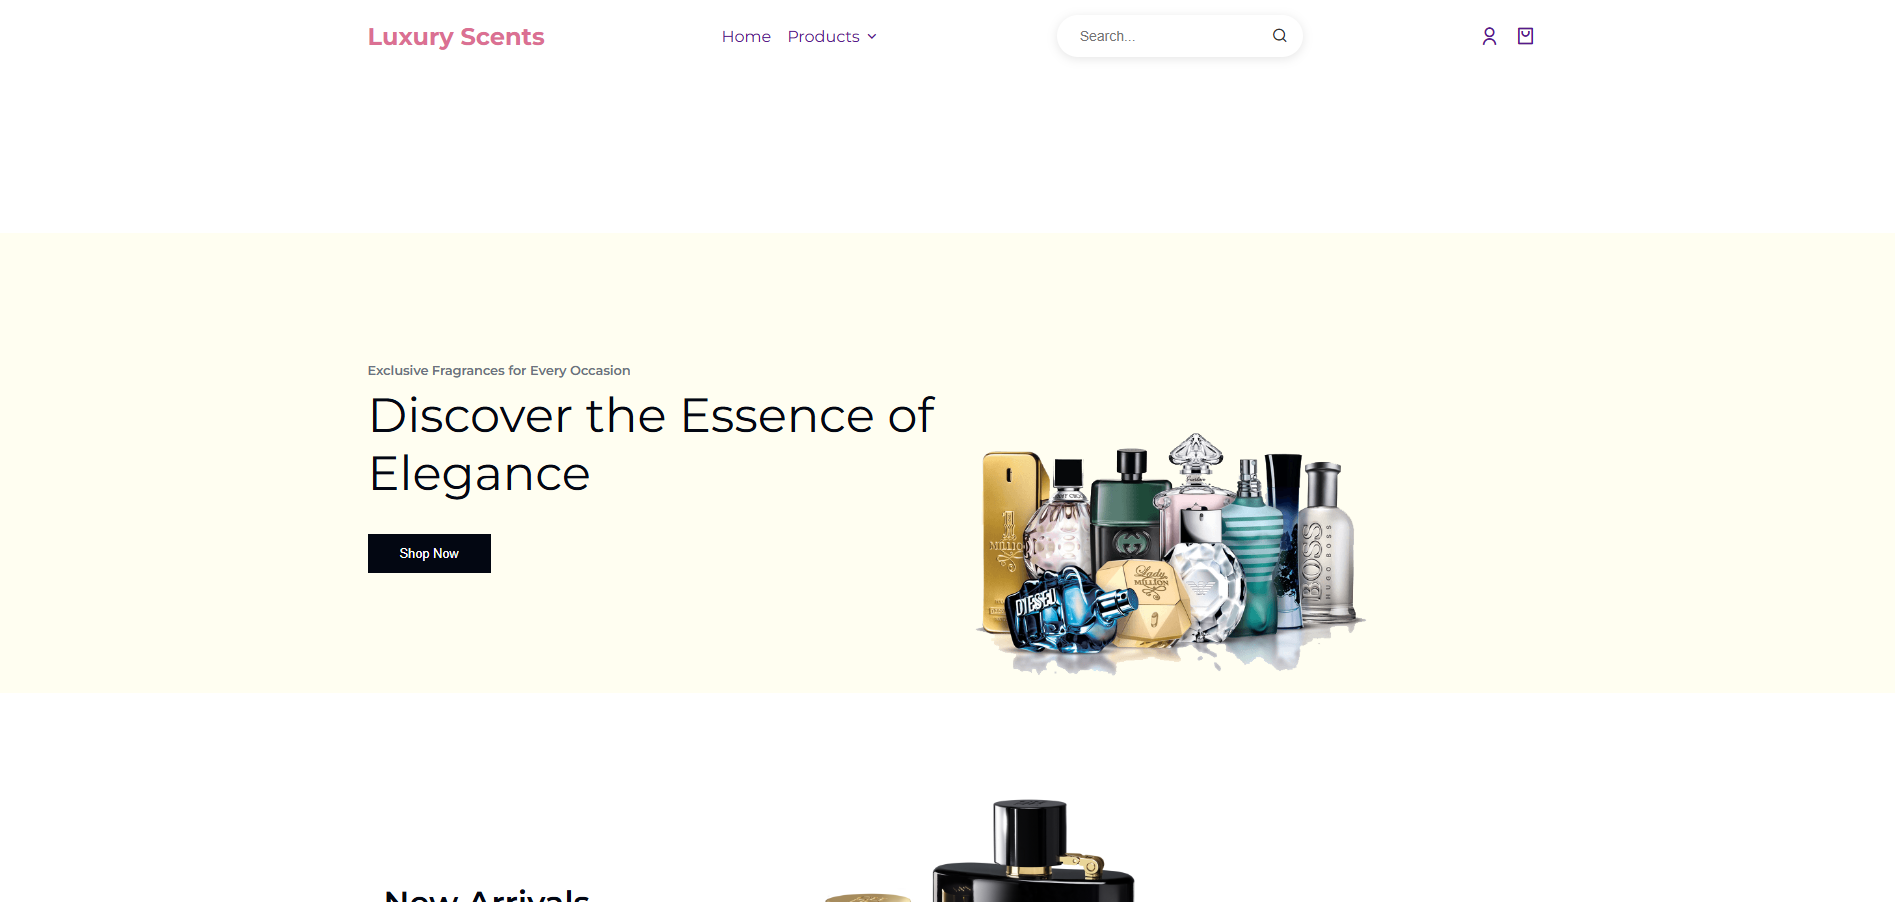 Luxury Scents
Home
Products
Search...
Exclusive Fragrances for Every Occasion
Discover the Essence of
Elegance
Shop Now
1
MILLION
DIESEL
Lady
MILLION
BOSS
HUGO BOSS
New Arrivals